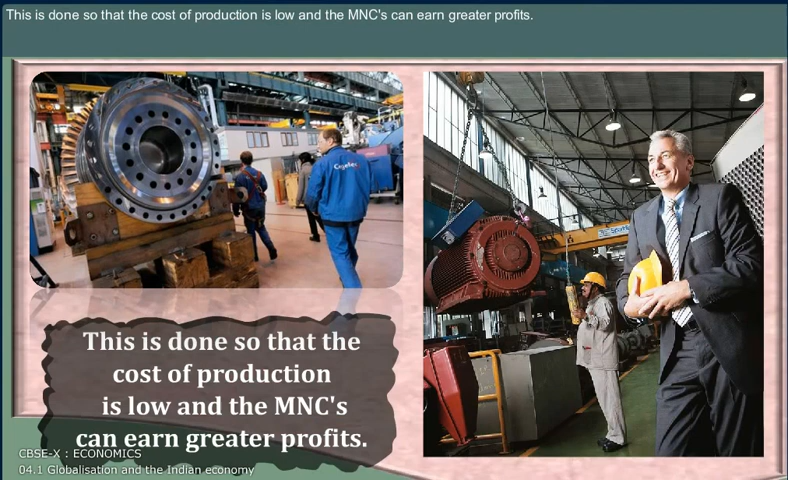 This is done so that the cost of production is low and the MNC's can earn greater profits.
Cegelec
This is done so that the
cost of production
is low and the MNC's
can earn greater profits.
CBSE-X : ECONOMICS
04.1 Globalisation and the Indian economy